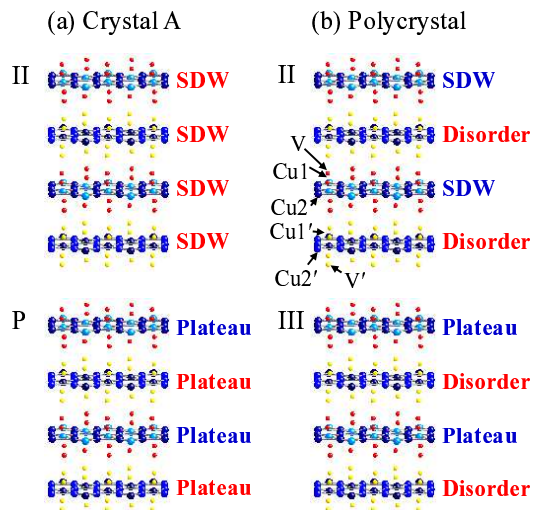 (a) Crystal A
II
SDW
SDW
SDW
SDW
P
Plateau
Plateau
Plateau
Plateau
(b) Polycrystal
II
SDW
Disorder
V
Cu1
SDW
Cu2
Cu1′
Disorder
Cu2′
V′
III
Plateau
Disorder
Plateau
Disorder